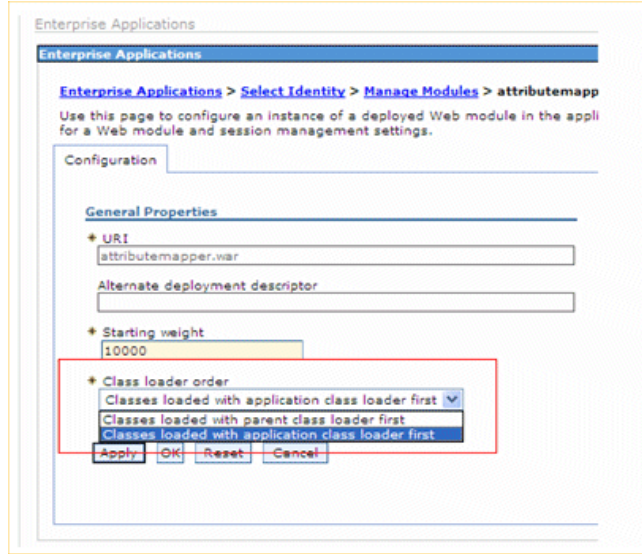 Enterprise Applications
Enterprise Applications
Enterprise Applications > Select Identity > Manage Modules > attributemapp
Use this page to configure an instance of a deployed Web module in the appli
for a Web module and session management settings.
Configuration
General Properties
* URI
attributemapper.war
Alternate deployment descriptor
* Starting weight
10000
* Class loader order
Classes loaded with application class loader first
Classes loaded with parent class loader first
Classes loaded with application class loader first
Apply OK Reset Cancel